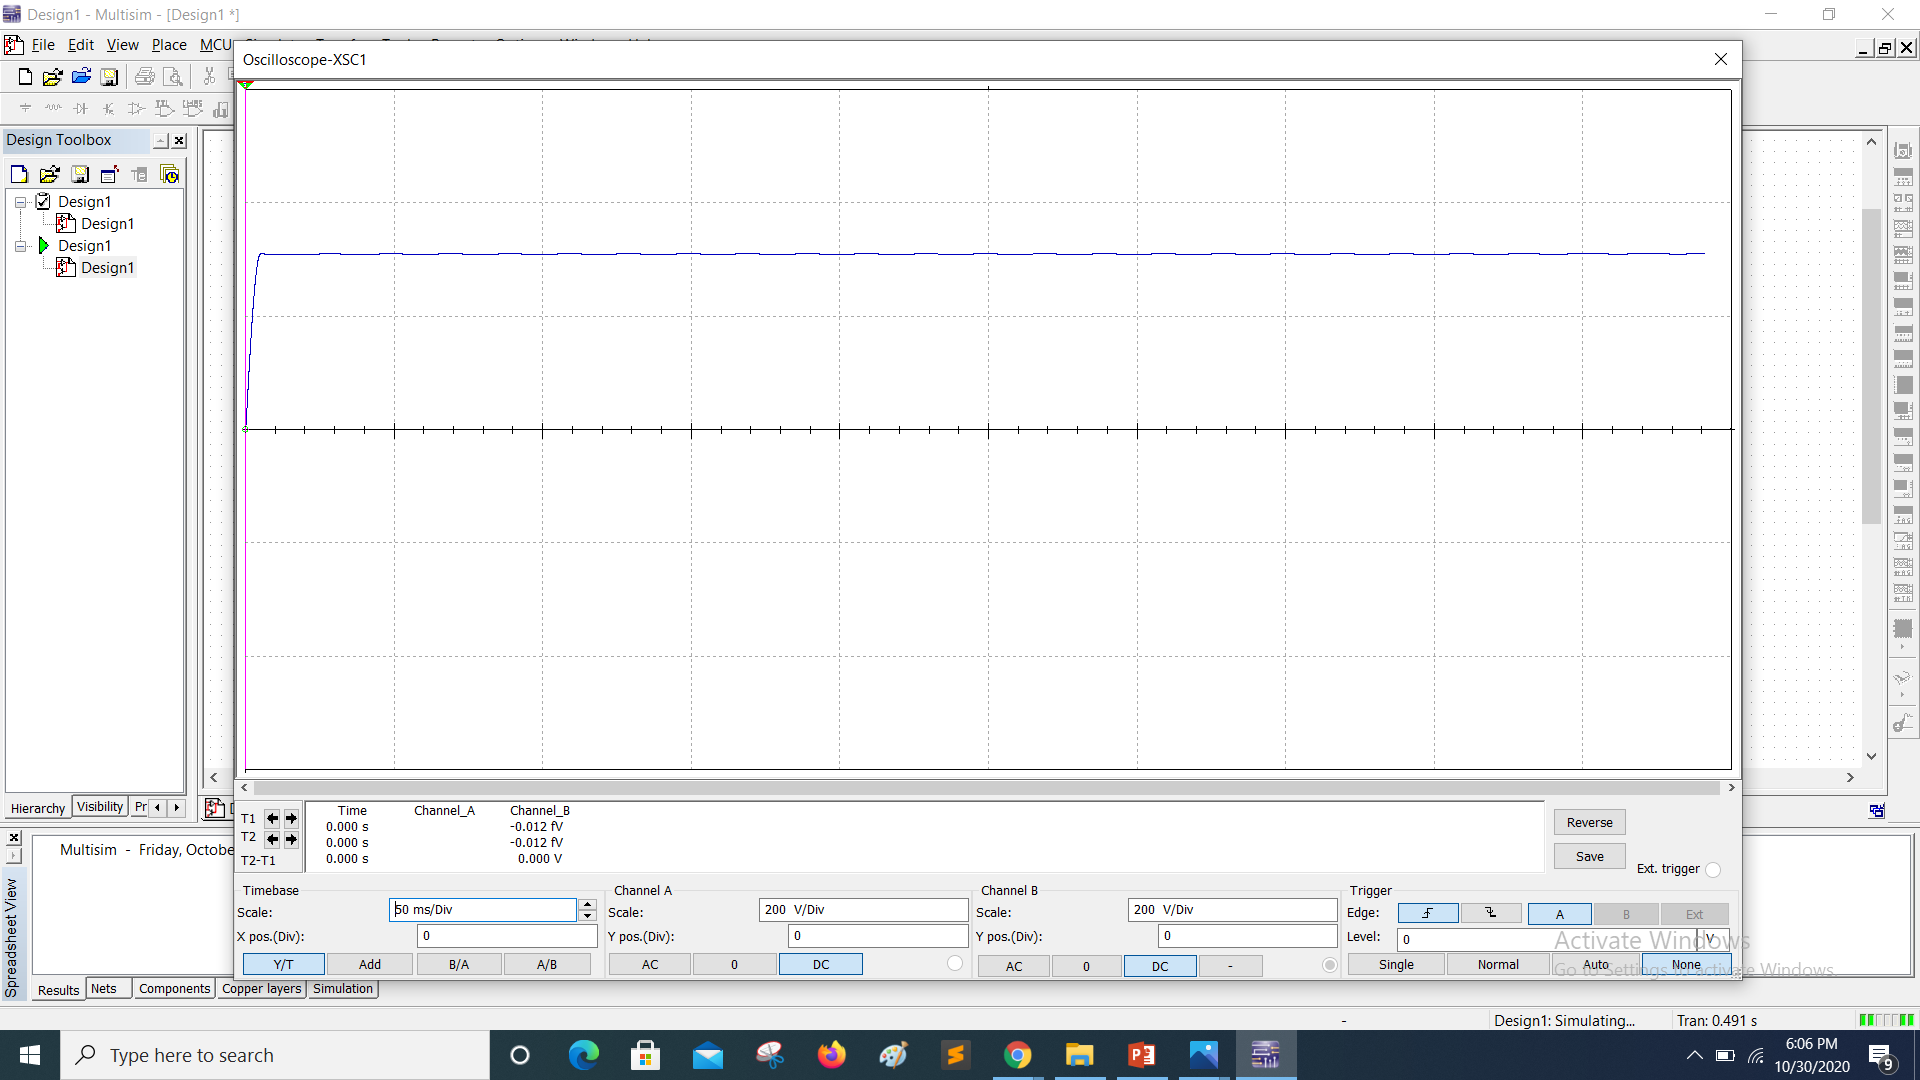 Design1 - Multisim - [Design1 *]
File Edit View Place MCU
Oscilloscope-XSC1
Design Toolbox
Design1
Design1
Design1
Design1
Hierarchy Visibility Pr
T1
T2
T2-T1
Time Channel_A Channel_B
0.000 s -0.012 fV
0.000 s -0.012 fV
0.000 s 0.000 V
Reverse
Save
Ext. trigger
Multisim - Friday, Octobe
Spreadsheet View
Timebase
Scale: 50 ms/Div
X pos.(Div): 0
Y/T Add B/A A/B
Channel A
Scale: 200 V/Div
Y pos.(Div): 0
AC 0 DC
Channel B
Scale: 200 V/Div
Y pos.(Div): 0
AC 0 DC -
Trigger
Edge: A B Ext
Level: 0 V
Single Normal Auto None
Activate Windows
Go to Settings to activate Windows.
Results Nets Components Copper layers Simulation
- Design1: Simulating... Tran: 0.491 s
Type here to search
6:06 PM
10/30/2020
9